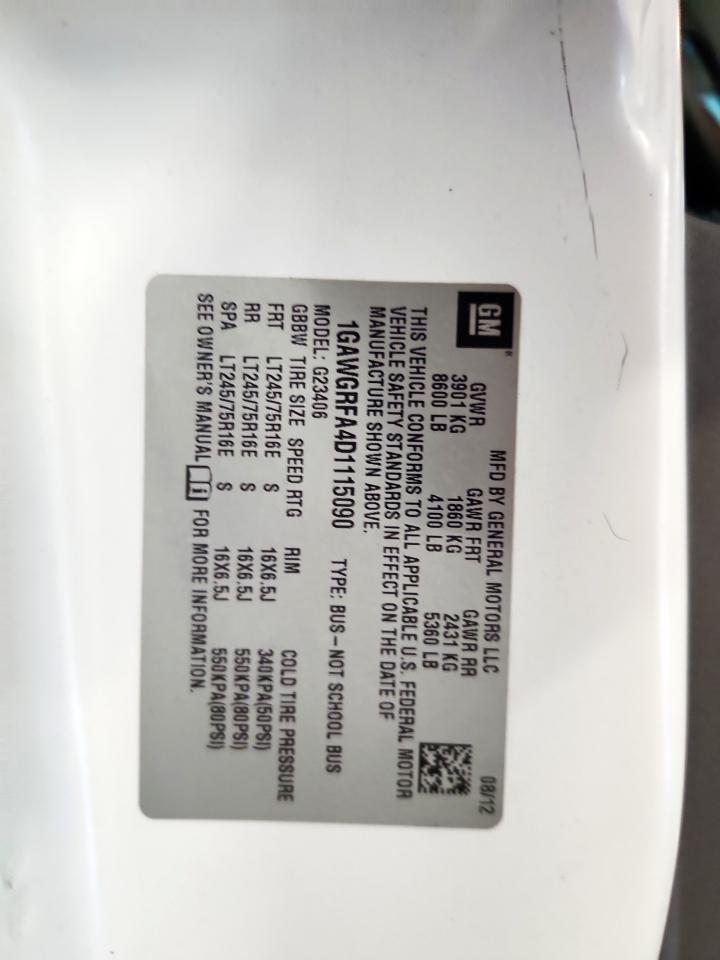 GM®
MFD BY GENERAL MOTORS LLC 08/12
GVWR GAWR FRT GAWR RR
3901 KG 1860 KG 2431 KG
8600 LB 4100 LB 5360 LB
THIS VEHICLE CONFORMS TO ALL APPLICABLE U.S. FEDERAL MOTOR
VEHICLE SAFETY STANDARDS IN EFFECT ON THE DATE OF
MANUFACTURE SHOWN ABOVE.
1GAWGRFA4D1115090 TYPE: BUS-NOT SCHOOL BUS
MODEL: G23406
GBBW TIRE SIZE SPEED RTG RIM COLD TIRE PRESSURE
FRT LT245/75R16E S 16X6.5J 340KPA(50PSI)
RR LT245/75R16E S 16X6.5J 550KPA(80PSI)
SPA LT245/75R16E S 16X6.5J 550KPA(80PSI)
SEE OWNER'S MANUAL i FOR MORE INFORMATION.